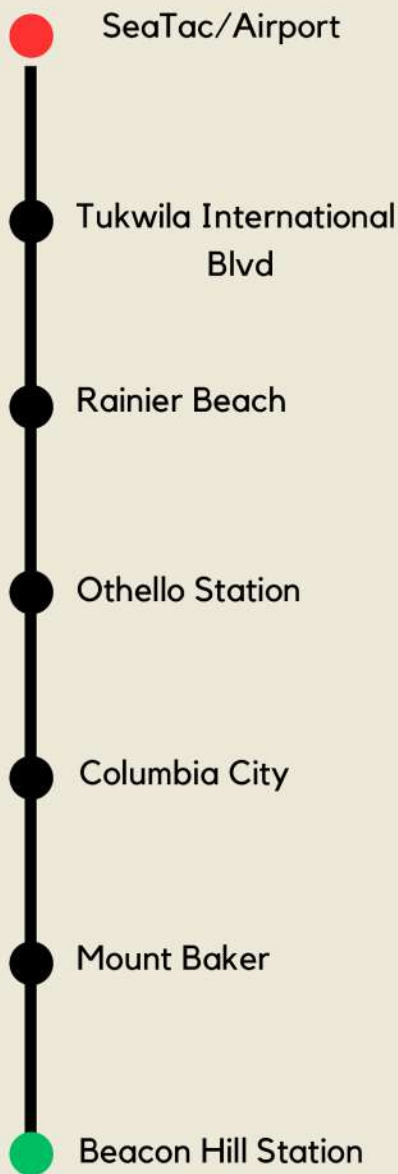 SeaTac/Airport
Tukwila International
Blvd
Rainier Beach
Othello Station
Columbia City
Mount Baker
Beacon Hill Station